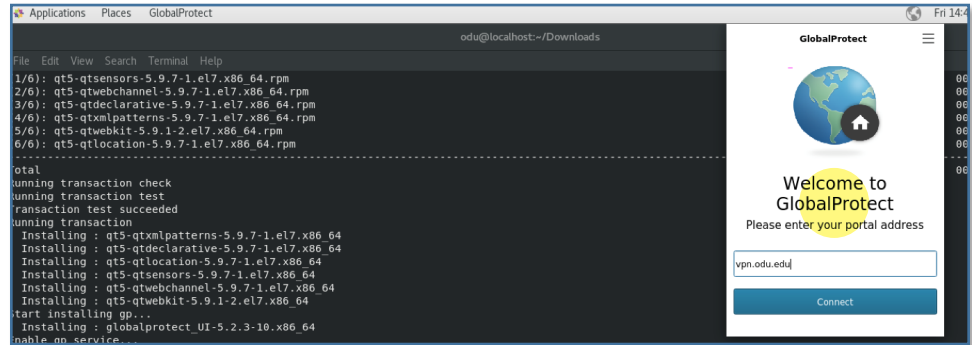 Applications Places GlobalProtect Fri 14:4
odu@localhost:~/Downloads
File Edit View Search Terminal Help
1/6): qt5-qtsensors-5.9.7-1.el7.x86_64.rpm 00
2/6): qt5-qtwebchannel-5.9.7-1.el7.x86_64.rpm 00
3/6): qt5-qtdeclarative-5.9.7-1.el7.x86_64.rpm 00
4/6): qt5-qtxmlpatterns-5.9.7-1.el7.x86_64.rpm 00
5/6): qt5-qtwebkit-5.9.1-2.el7.x86_64.rpm 00
6/6): qt5-qtlocation-5.9.7-1.el7.x86_64.rpm 00
--------------------------------------------------------------------------------
otal 00
unning transaction check
unning transaction test
ransaction test succeeded
unning transaction
Installing : qt5-qtxmlpatterns-5.9.7-1.el7.x86_64
Installing : qt5-qtdeclarative-5.9.7-1.el7.x86_64
Installing : qt5-qtlocation-5.9.7-1.el7.x86_64
Installing : qt5-qtsensors-5.9.7-1.el7.x86_64
Installing : qt5-qtwebchannel-5.9.7-1.el7.x86_64
Installing : qt5-qtwebkit-5.9.1-2.el7.x86_64
tart installing gp...
Installing : globalprotect_UI-5.2.3-10.x86_64
nable gp service...
GlobalProtect
Welcome to
GlobalProtect
Please enter your portal address
vpn.odu.edu
Connect